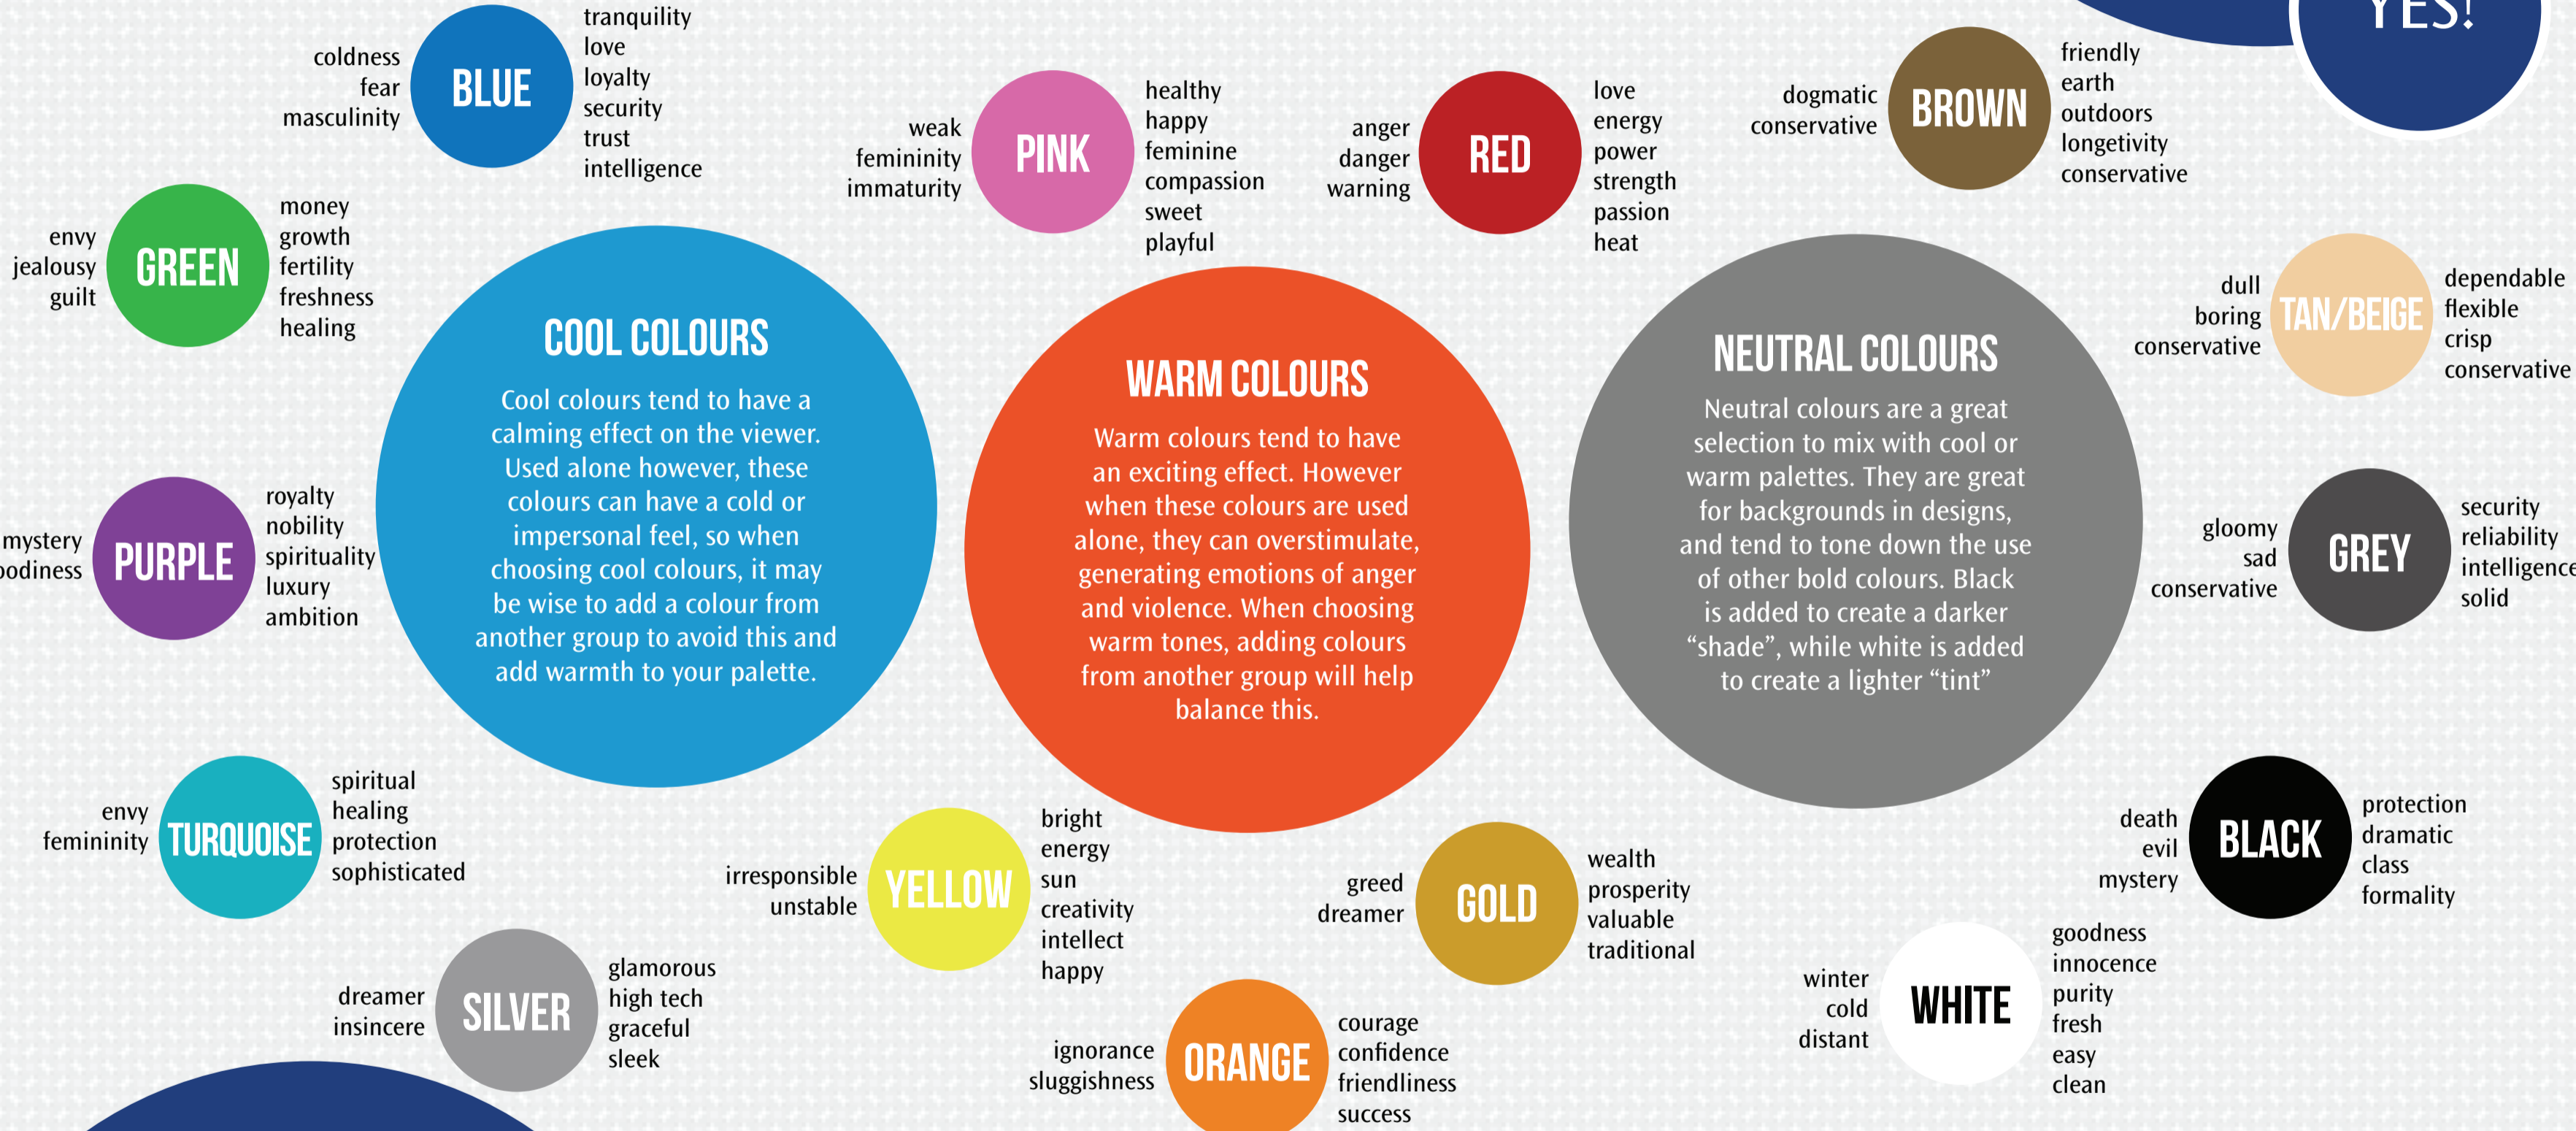 YES!
coldness
fear
masculinity
BLUE
tranquility
love
loyalty
security
trust
intelligence
weak
femininity
immaturity
PINK
healthy
happy
feminine
compassion
sweet
playful
anger
danger
warning
RED
love
energy
power
strength
passion
heat
dogmatic
conservative
BROWN
friendly
earth
outdoors
longetivity
conservative
envy
jealousy
guilt
GREEN
money
growth
fertility
freshness
healing
COOL COLOURS
Cool colours tend to have a
calming effect on the viewer.
Used alone however, these
colours can have a cold or
impersonal feel, so when
choosing cool colours, it may
be wise to add a colour from
another group to avoid this and
add warmth to your palette.
WARM COLOURS
Warm colours tend to have
an exciting effect. However
when these colours are used
alone, they can overstimulate,
generating emotions of anger
and violence. When choosing
warm tones, adding colours
from another group will help
balance this.
NEUTRAL COLOURS
Neutral colours are a great
selection to mix with cool or
warm palettes. They are great
for backgrounds in designs,
and tend to tone down the use
of other bold colours. Black
is added to create a darker
“shade”, while white is added
to create a lighter “tint”
dull
boring
conservative
TAN/BEIGE
dependable
flexible
crisp
conservative
mystery
PURPLE
royalty
nobility
spirituality
luxury
ambition
gloomy
sad
conservative
GREY
security
reliability
intelligence
solid
envy
femininity
TURQUOISE
spiritual
healing
protection
sophisticated
irresponsible
unstable
YELLOW
bright
energy
sun
creativity
intellect
happy
greed
dreamer
GOLD
wealth
prosperity
valuable
traditional
death
evil
mystery
BLACK
protection
dramatic
class
formality
dreamer
insincere
SILVER
glamorous
high tech
graceful
sleek
ignorance
sluggishness
ORANGE
courage
confidence
friendliness
success
winter
cold
distant
WHITE
goodness
innocence
purity
fresh
easy
clean